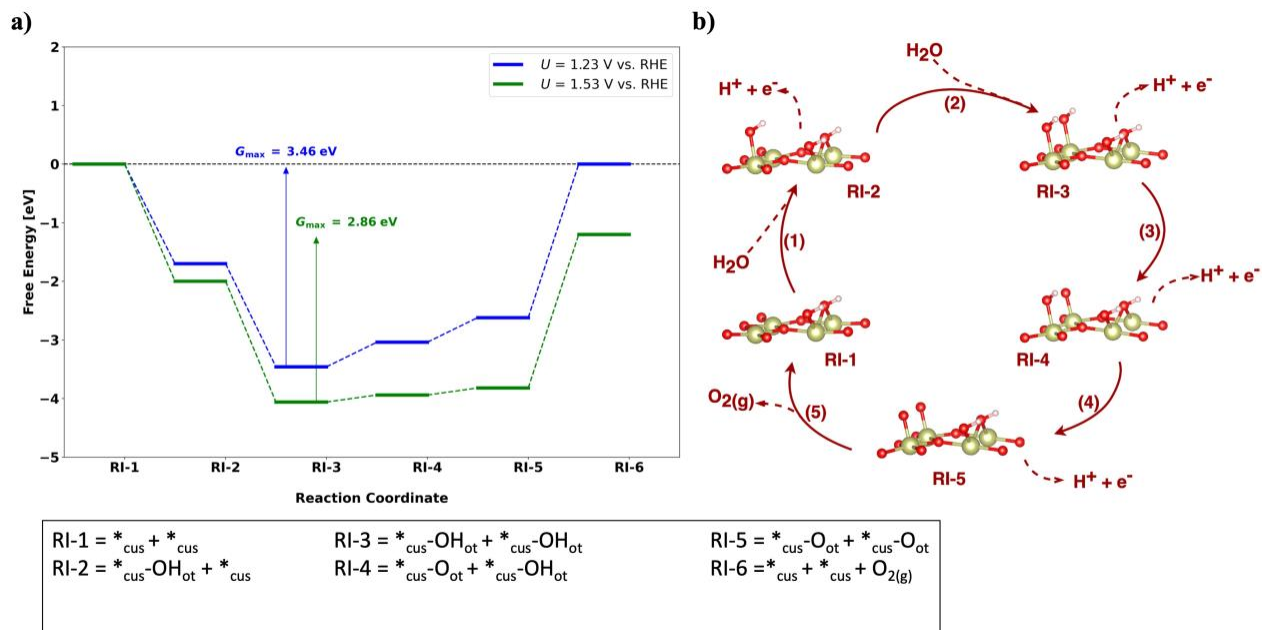 a)
2
1
0
−1
−2
−3
−4
−5
Free Energy [eV]
U = 1.23 V vs. RHE
U = 1.53 V vs. RHE
Gmax = 3.46 eV
Gmax = 2.86 eV
RI-1 RI-2 RI-3 RI-4 RI-5 RI-6
Reaction Coordinate
b)
H2O
H+ + e-
(2)
H+ + e-
RI-2
RI-3
(1)
(3)
H2O
H+ + e-
RI-1
RI-4
O2(g)
(5)
(4)
RI-5
H+ + e-
RI-1 = *cus + *cus
RI-2 = *cus-OHot + *cus
RI-3 = *cus-OHot + *cus-OHot
RI-4 = *cus-Oot + *cus-OHot
RI-5 = *cus-Oot + *cus-Oot
RI-6 =*cus + *cus + O2(g)